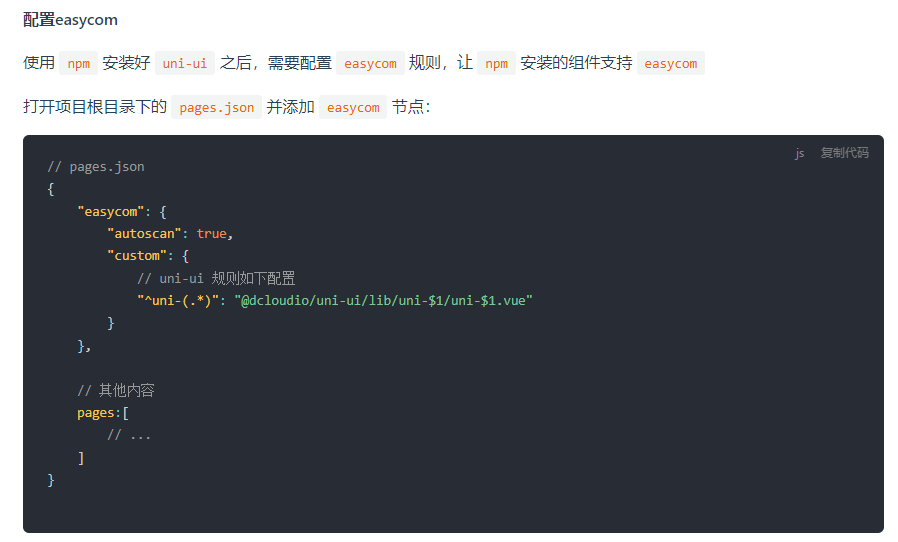 配置easycom
使用 npm 安装好 uni-ui 之后，需要配置 easycom 规则，让 npm 安装的组件支持 easycom
打开项目根目录下的 pages.json 并添加 easycom 节点：
js 复制代码
// pages.json
{
    "easycom": {
        "autoscan": true,
        "custom": {
            // uni-ui 规则如下配置
            "^uni-(.*)": "@dcloudio/uni-ui/lib/uni-$1/uni-$1.vue"
        }
    },
    // 其他内容
    pages:[
        // ...
    ]
}